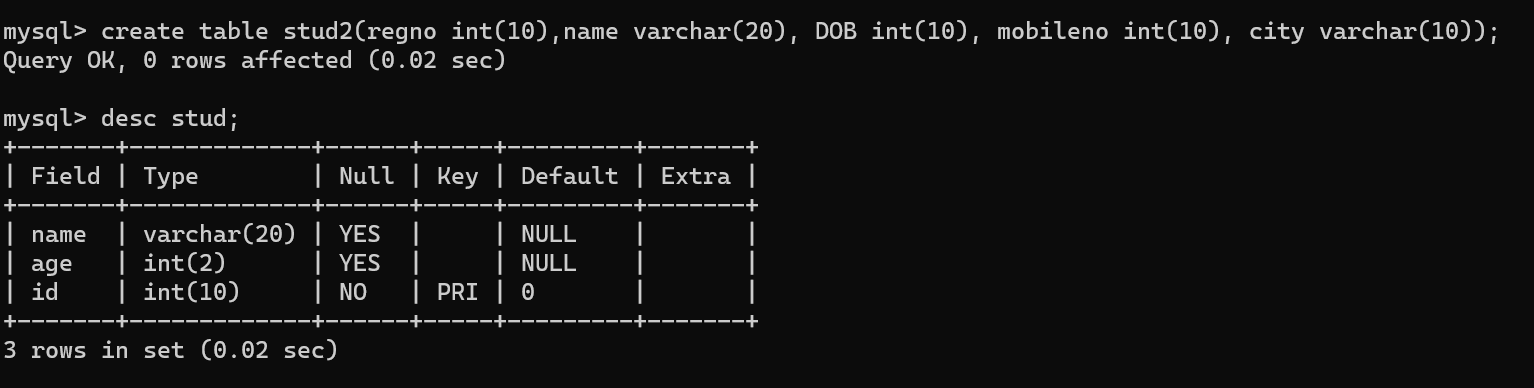 mysql> create table stud2(regno int(10),name varchar(20), DOB int(10), mobileno int(10), city varchar(10));
Query OK, 0 rows affected (0.02 sec)
mysql> desc stud;
+-------+-------------+------+-----+---------+-------+
| Field | Type        | Null | Key | Default | Extra |
+-------+-------------+------+-----+---------+-------+
| name  | varchar(20) | YES  |     | NULL    |       |
| age   | int(2)      | YES  |     | NULL    |       |
| id    | int(10)     | NO   | PRI | 0       |       |
+-------+-------------+------+-----+---------+-------+
3 rows in set (0.02 sec)